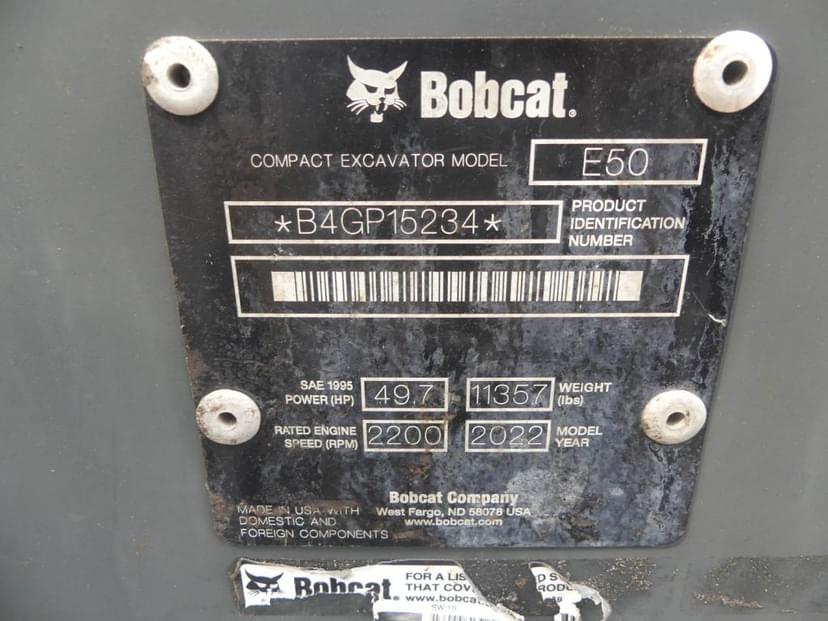 Bobcat®
COMPACT EXCAVATOR MODEL E50
*B4GP15234*
PRODUCT
IDENTIFICATION
NUMBER
SAE 1995
POWER (HP) 49.7
11357 WEIGHT
(lbs)
RATED ENGINE
SPEED (RPM) 2200
2022 MODEL
YEAR
Bobcat Company
West Fargo, ND 58078 USA
www.bobcat.com
MADE IN USA WITH
DOMESTIC AND
FOREIGN COMPONENTS
Bobcat.
FOR A
THAT
www.bobca